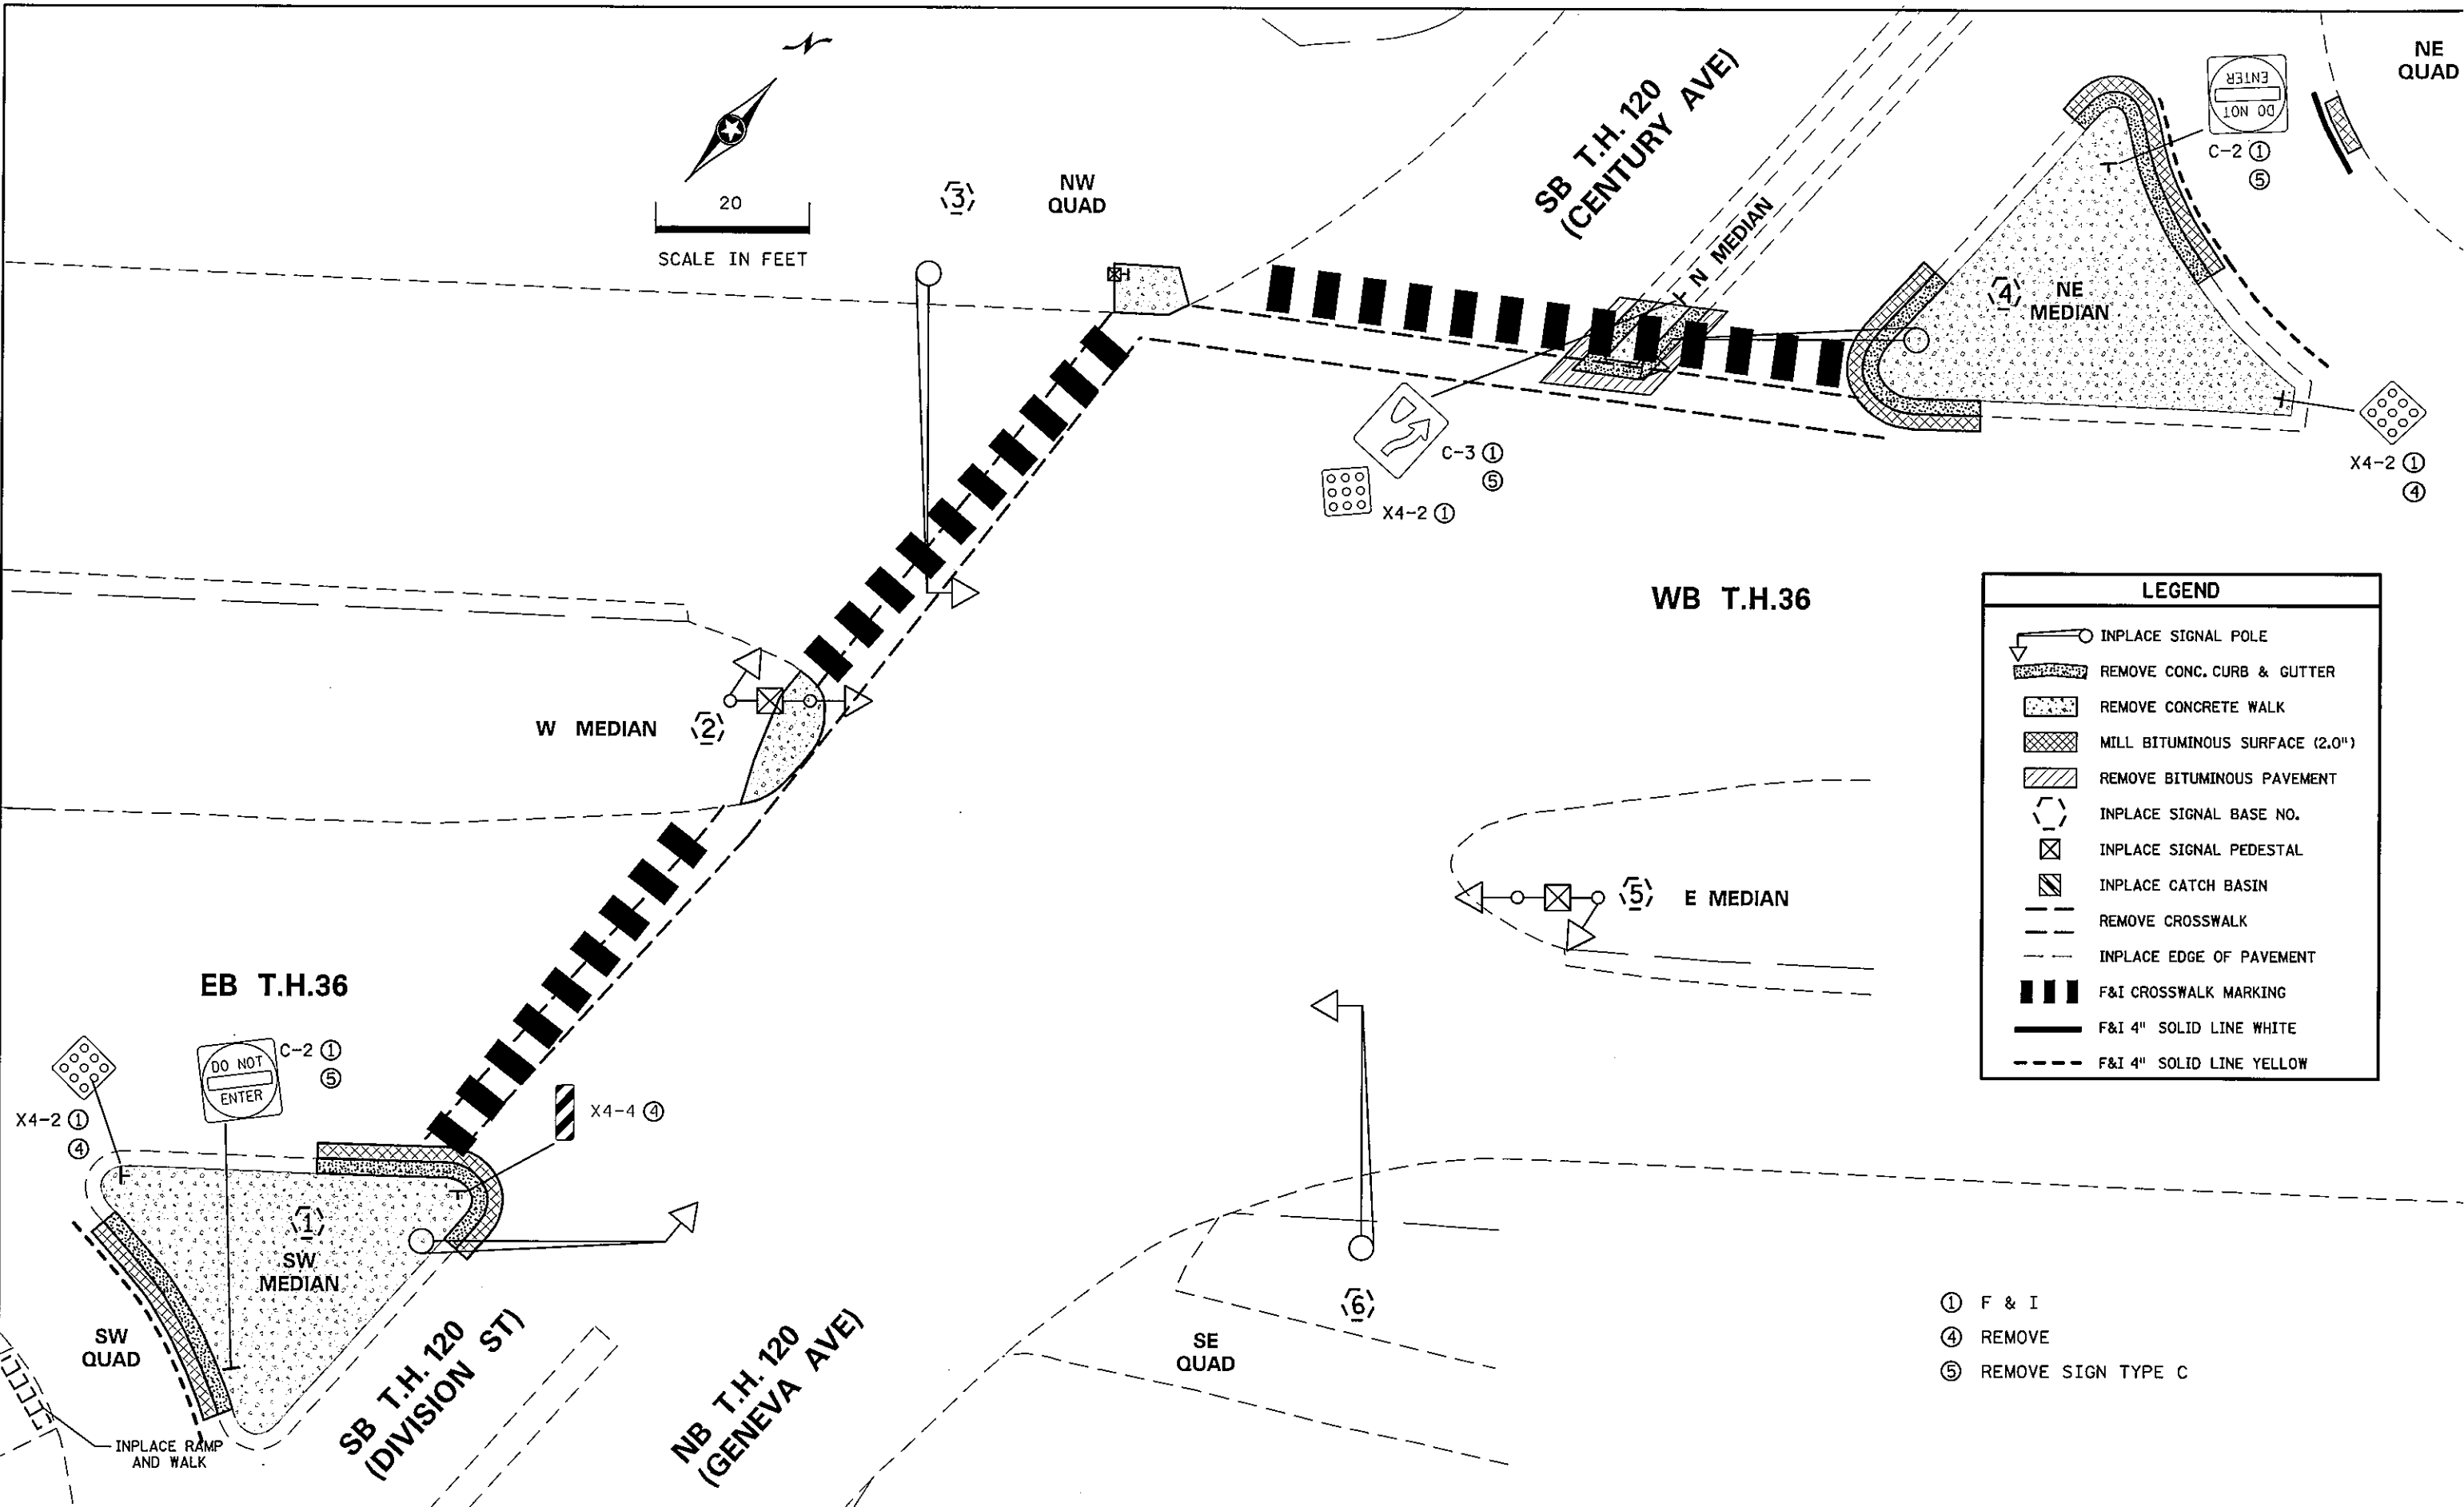 N
20
SCALE IN FEET
3
NW
QUAD
SB T.H. 120
(CENTURY AVE)
N MEDIAN
DO NOT
ENTER
C-2 ①
⑤
NE
QUAD
4
NE
MEDIAN
C-3 ①
⑤
X4-2 ①
X4-2 ①
④
WB T.H.36
LEGEND
INPLACE SIGNAL POLE
REMOVE CONC. CURB & GUTTER
REMOVE CONCRETE WALK
MILL BITUMINOUS SURFACE (2.0")
REMOVE BITUMINOUS PAVEMENT
INPLACE SIGNAL BASE NO.
INPLACE SIGNAL PEDESTAL
INPLACE CATCH BASIN
REMOVE CROSSWALK
INPLACE EDGE OF PAVEMENT
F&I CROSSWALK MARKING
F&I 4" SOLID LINE WHITE
F&I 4" SOLID LINE YELLOW
W MEDIAN
2
5
E MEDIAN
EB T.H.36
DO NOT
ENTER
C-2 ①
⑤
X4-2 ①
④
X4-4 ④
1
SW
MEDIAN
SW
QUAD
INPLACE RAMP
AND WALK
SB T.H. 120
(DIVISION ST)
NB T.H. 120
(GENEVA AVE)
6
SE
QUAD
① F & I
④ REMOVE
⑤ REMOVE SIGN TYPE C